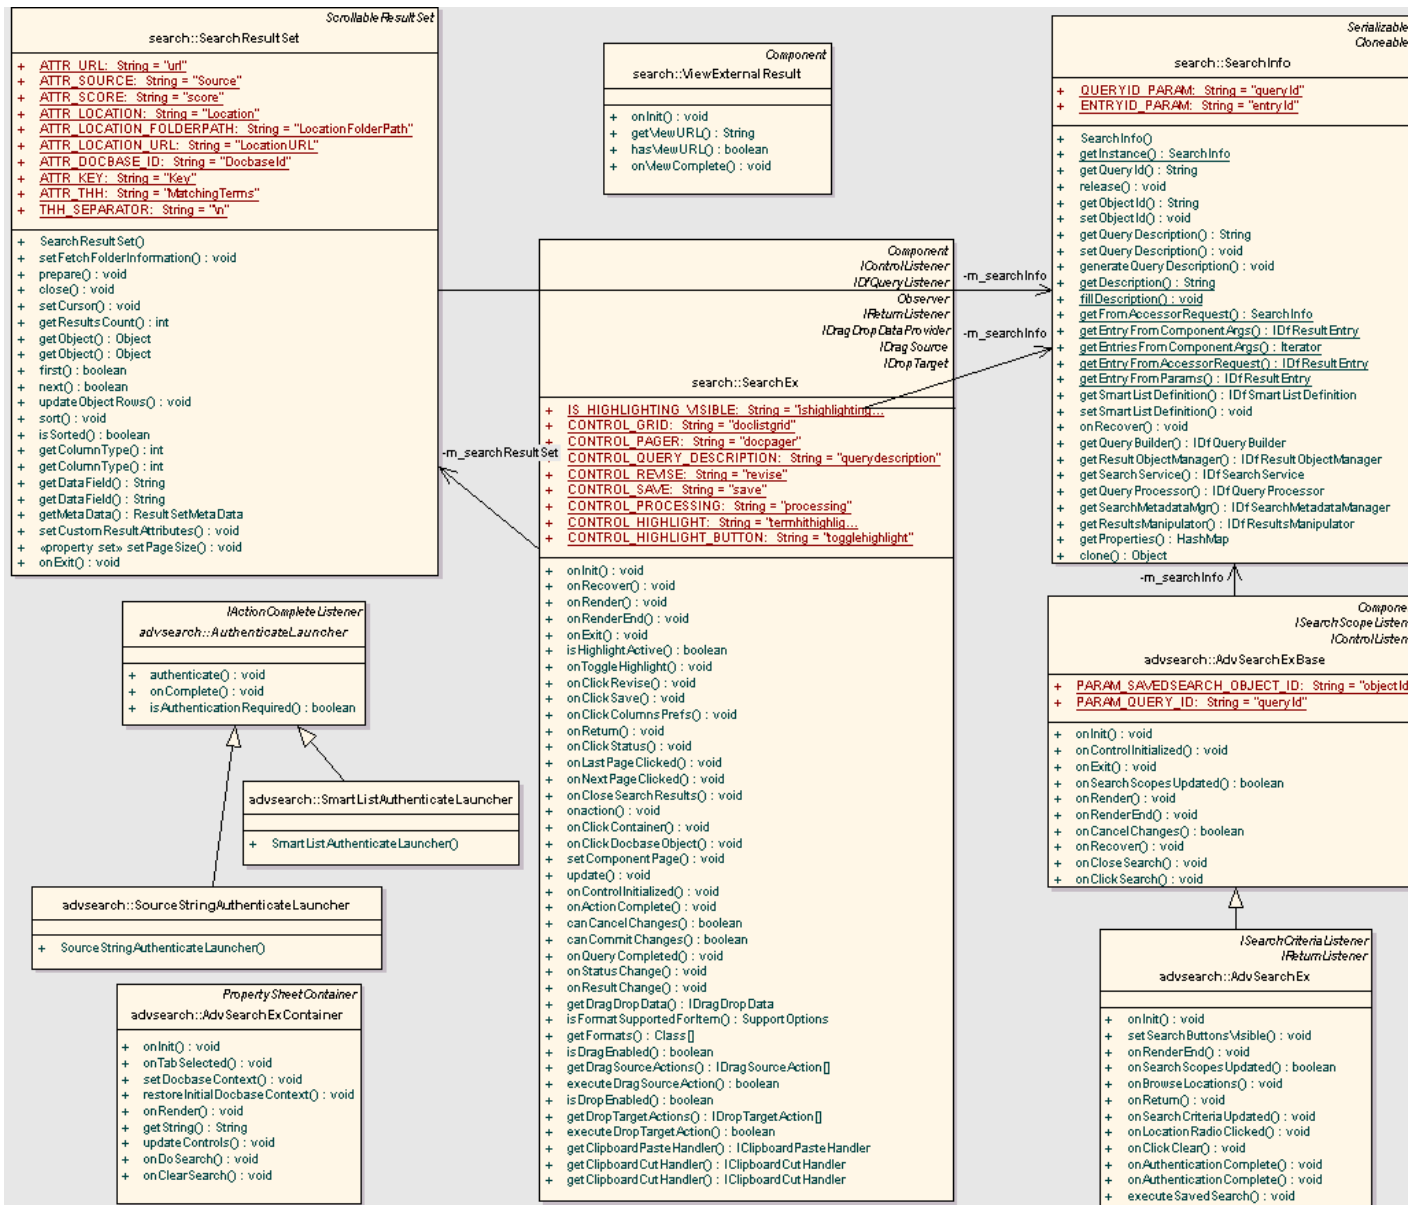 ScrollableResultSet
search::SearchResultSet
+ ATTR_URL: String = "url"
+ ATTR_SOURCE: String = "Source"
+ ATTR_SCORE: String = "score"
+ ATTR_LOCATION: String = "Location"
+ ATTR_LOCATION_FOLDERPATH: String = "LocationFolderPath"
+ ATTR_LOCATION_URL: String = "LocationURL"
+ ATTR_DOCBASE_ID: String = "DocbaseId"
+ ATTR_KEY: String = "Key"
+ ATTR_THH: String = "MatchingTerms"
+ THH_SEPARATOR: String = "\n"
+ SearchResultSet()
+ setFetchFolderInformation() : void
+ prepare() : void
+ close() : void
+ setCursor() : void
+ getResultsCount() : int
+ getObject() : Object
+ getObject() : Object
+ first() : boolean
+ next() : boolean
+ updateObjectRows() : void
+ sort() : void
+ isSorted() : boolean
+ getColumnType() : int
+ getColumnType() : int
+ getDataField() : String
+ getDataField() : String
+ getMetaData() : ResultSetMetaData
+ setCustomResultAttributes() : void
+ «property set» setPageSize() : void
+ onExit() : void
Component
search::ViewExternalResult
+ onInit() : void
+ getViewURL() : String
+ hasViewURL() : boolean
+ onViewComplete() : void
Serializable
Cloneable
search::SearchInfo
+ QUERYID_PARAM: String = "queryId"
+ ENTRYID_PARAM: String = "entryId"
+ SearchInfo()
+ getInstance() : SearchInfo
+ getQueryId() : String
+ release() : void
+ getObjectId() : String
+ setObjectId() : void
+ getQueryDescription() : String
+ setQueryDescription() : void
+ generateQueryDescription() : void
+ getDescription() : String
+ fillDescription() : void
+ getFromAccessorRequest() : SearchInfo
+ getEntryFromComponentArgs() : IDfResultEntry
+ getEntriesFromComponentArgs() : Iterator
+ getEntryFromAccessorRequest() : IDfResultEntry
+ getEntryFromParams() : IDfResultEntry
+ getSmartListDefinition() : IDfSmartListDefinition
+ setSmartListDefinition() : void
+ onRecover() : void
+ getQueryBuilder() : IDfQueryBuilder
+ getResultObjectManager() : IDfResultObjectManager
+ getSearchService() : IDfSearchService
+ getQueryProcessor() : IDfQueryProcessor
+ getSearchMetadataMgr() : IDfSearchMetadataManager
+ getResultsManipulator() : IDfResultsManipulator
+ getProperties() : HashMap
+ clone() : Object
-m_searchInfo
-m_searchInfo
-m_searchResultSet
-m_searchInfo
Component
IControlListener
IDfQueryListener
Observer
IReturnListener
IDragDropDataProvider
IDragSource
IDropTarget
search::SearchEx
+ IS_HIGHLIGHTING_VISIBLE: String = "ishighlighting...
+ CONTROL_GRID: String = "doclistgrid"
+ CONTROL_PAGER: String = "docpager"
+ CONTROL_QUERY_DESCRIPTION: String = "querydescription"
+ CONTROL_REVISE: String = "revise"
+ CONTROL_SAVE: String = "save"
+ CONTROL_PROCESSING: String = "processing"
+ CONTROL_HIGHLIGHT: String = "termhithighlig...
+ CONTROL_HIGHLIGHT_BUTTON: String = "togglehighlight"
+ onInit() : void
+ onRecover() : void
+ onRender() : void
+ onRenderEnd() : void
+ onExit() : void
+ isHighlightActive() : boolean
+ onToggleHighlight() : void
+ onClickRevise() : void
+ onClickSave() : void
+ onClickColumnsPrefs() : void
+ onReturn() : void
+ onClickStatus() : void
+ onLastPageClicked() : void
+ onNextPageClicked() : void
+ onCloseSearchResults() : void
+ onaction() : void
+ onClickContainer() : void
+ onClickDocbaseObject() : void
+ setComponentPage() : void
+ update() : void
+ onControlInitialized() : void
+ onActionComplete() : void
+ canCancelChanges() : boolean
+ canCommitChanges() : boolean
+ onQueryCompleted() : void
+ onStatusChange() : void
+ onResultChange() : void
+ getDragDropData() : IDragDropData
+ isFormatSupportedForItem() : SupportOptions
+ getFormats() : Class[]
+ isDragEnabled() : boolean
+ getDragSourceActions() : IDragSourceAction[]
+ executeDragSourceAction() : boolean
+ isDropEnabled() : boolean
+ getDropTargetActions() : IDropTargetAction[]
+ executeDropTargetAction() : boolean
+ getClipboardPasteHandler() : IClipboardPasteHandler
+ getClipboardCutHandler() : IClipboardCutHandler
+ getClipboardCutHandler() : IClipboardCutHandler
IActionCompleteListener
advsearch::AuthenticateLauncher
+ authenticate() : void
+ onComplete() : void
+ isAuthenticationRequired() : boolean
advsearch::SmartListAuthenticateLauncher
+ SmartListAuthenticateLauncher()
advsearch::SourceStringAuthenticateLauncher
+ SourceStringAuthenticateLauncher()
PropertySheetContainer
advsearch::AdvSearchExContainer
+ onInit() : void
+ onTabSelected() : void
+ setDocbaseContext() : void
+ restoreInitialDocbaseContext() : void
+ onRender() : void
+ getString() : String
+ updateControls() : void
+ onDoSearch() : void
+ onClearSearch() : void
Compone
ISearchScopeListen
IControlListen
advsearch::AdvSearchExBase
+ PARAM_SAVEDSEARCH_OBJECT_ID: String = "objectId
+ PARAM_QUERY_ID: String = "queryId"
+ onInit() : void
+ onControlInitialized() : void
+ onExit() : void
+ onSearchScopesUpdated() : boolean
+ onRender() : void
+ onRenderEnd() : void
+ onCancelChanges() : boolean
+ onRecover() : void
+ onCloseSearch() : void
+ onClickSearch() : void
ISearchCriteriaListener
IReturnListener
advsearch::AdvSearchEx
+ onInit() : void
+ setSearchButtonsVisible() : void
+ onRenderEnd() : void
+ onSearchScopesUpdated() : boolean
+ onBrowseLocations() : void
+ onReturn() : void
+ onSearchCriteriaUpdated() : void
+ onLocationRadioClicked() : void
+ onClickClear() : void
+ onAuthenticationComplete() : void
+ onAuthenticationComplete() : void
+ executeSavedSearch() : void